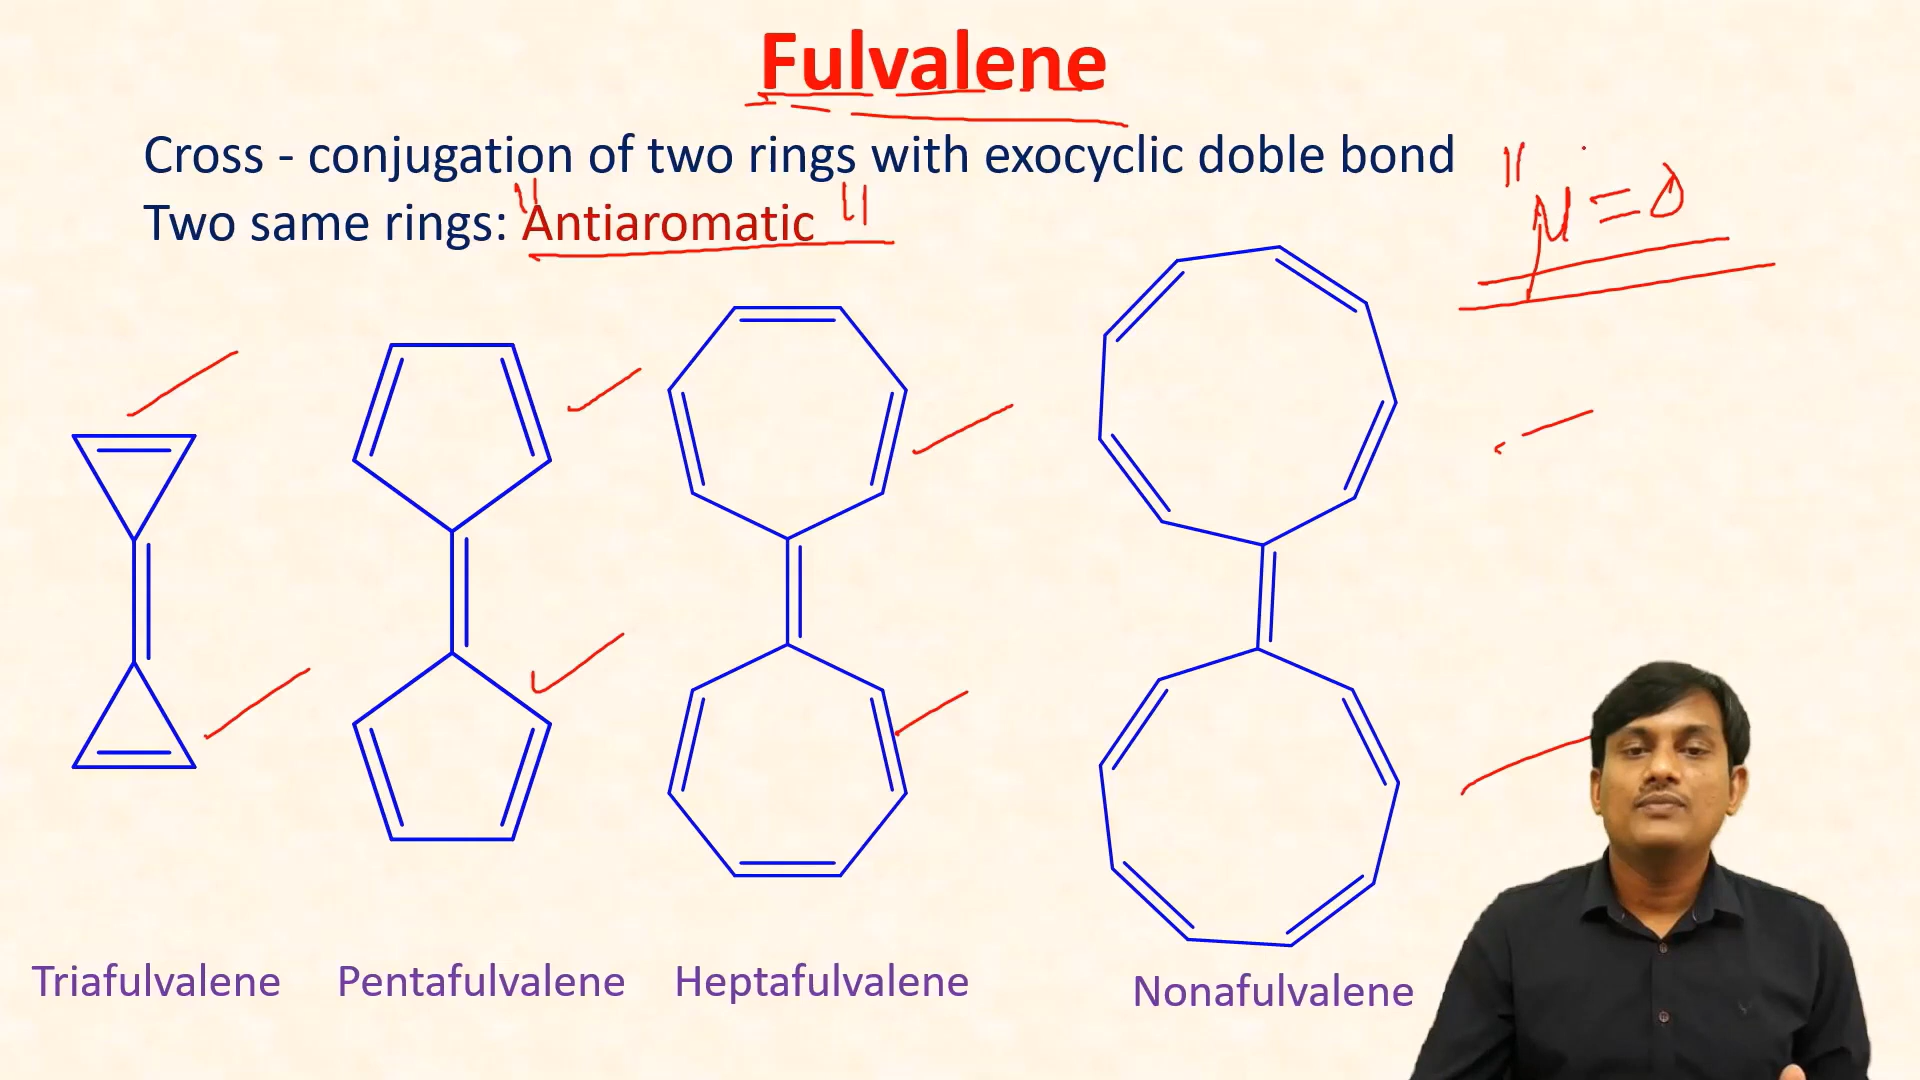 Fulvalene
Cross - conjugation of two rings with exocyclic doble bond
Two same rings: "Antiaromatic"
"μ = 0
Triafulvalene
Pentafulvalene
Heptafulvalene
Nonafulvalene